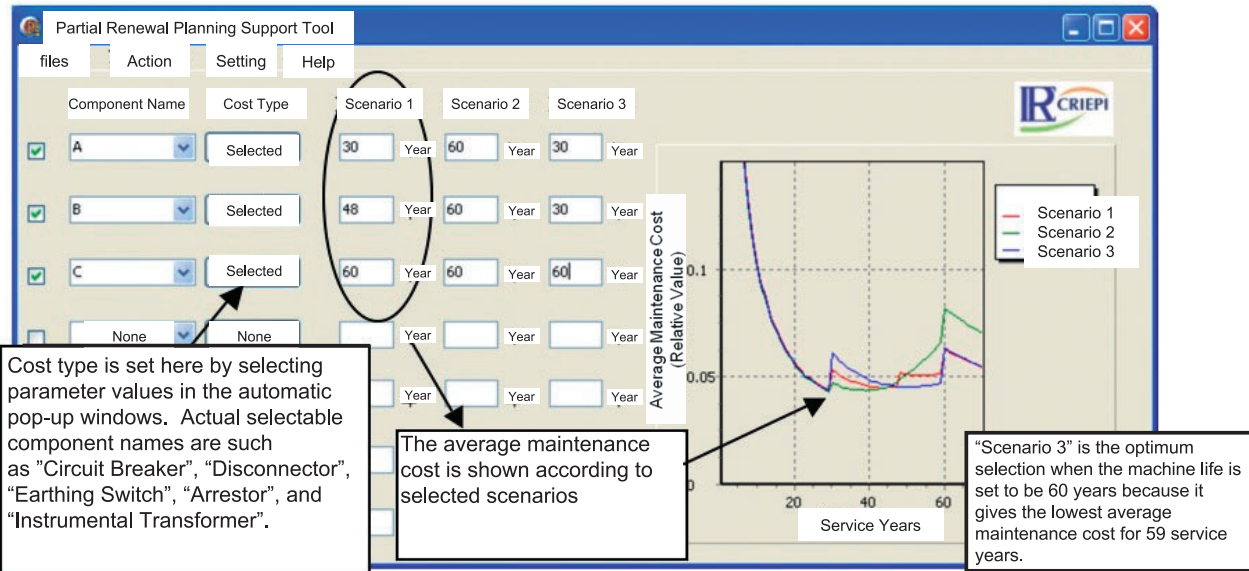 Partial Renewal Planning Support Tool
files Action Setting Help
Component Name Cost Type Scenario 1 Scenario 2 Scenario 3
IR CRIEPI
A Selected 30 Year 60 Year 30 Year
B Selected 48 Year 60 Year 30 Year
C Selected 60 Year 60 Year 60 Year
None None Year Year Year
Year Year Year
Cost type is set here by selecting
parameter values in the automatic
pop-up windows. Actual selectable
component names are such
as ”Circuit Breaker”, “Disconnector”,
“Earthing Switch”, “Arrestor”, and
“Instrumental Transformer”.
The average maintenance
cost is shown according to
selected scenarios
Average Maintenance Cost
(Relative Value)
0.1
0.05
0
20 40 60
Service Years
Scenario 1
Scenario 2
Scenario 3
“Scenario 3” is the optimum
selection when the machine life is
set to be 60 years because it
gives the lowest average
maintenance cost for 59 service
years.